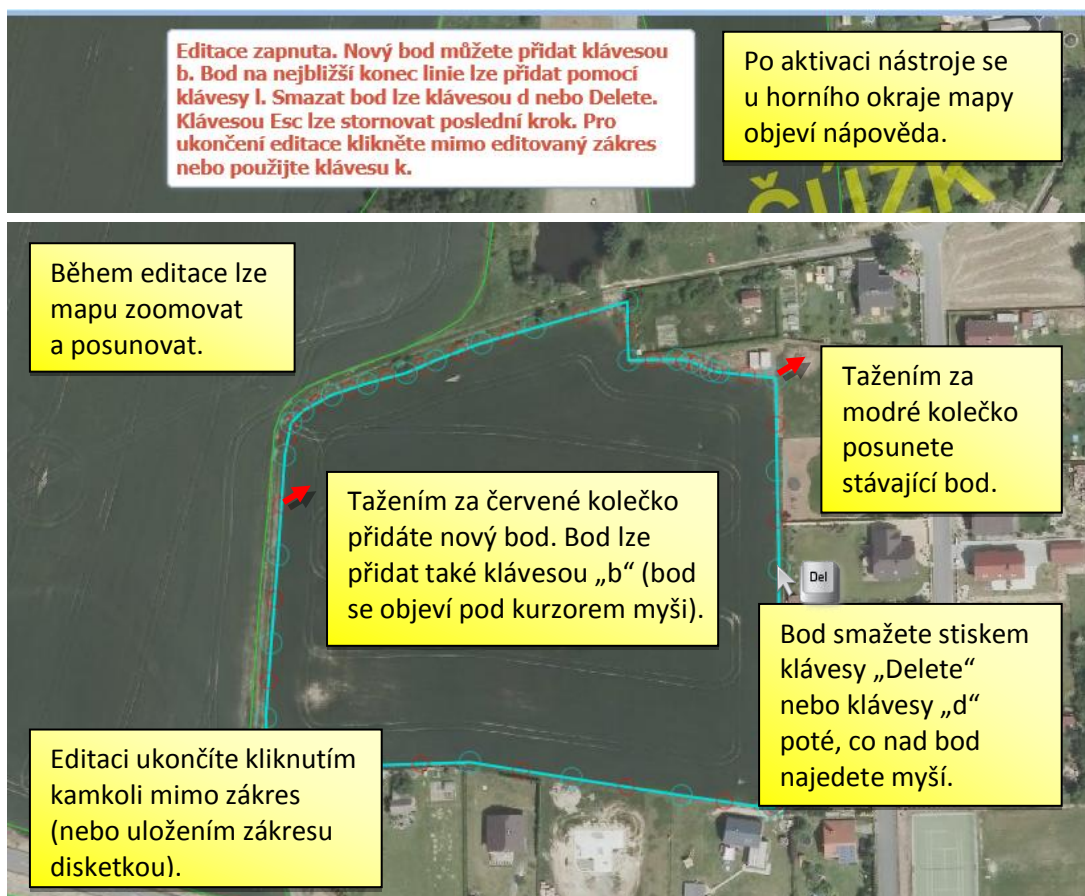 Editace zapnuta. Nový bod můžete přidat klávesou
b. Bod na nejbližší konec linie lze přidat pomocí
klávesy l. Smazat bod lze klávesou d nebo Delete.
Klávesou Esc lze stornovat poslední krok. Pro
ukončení editace klikněte mimo editovaný zákres
nebo použijte klávesu k.
Po aktivaci nástroje se
u horního okraje mapy
objeví nápověda.
ČÚZK
Během editace lze
mapu zoomovat
a posunovat.
Tažením za
modré kolečko
posunete
stávající bod.
Tažením za červené kolečko
přidáte nový bod. Bod lze
přidat také klávesou „b“ (bod
se objeví pod kurzorem myši).
Del
Bod smažete stiskem
klávesy „Delete“
nebo klávesy „d“
poté, co nad bod
najedete myší.
Editaci ukončíte kliknutím
kamkoli mimo zákres
(nebo uložením zákresu
disketkou).